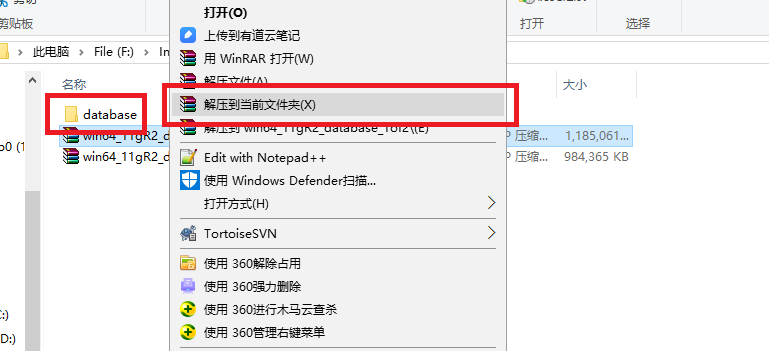 打开(O)
剪贴板
打开
选择
上传到有道云笔记
此电脑
File (F:)
用 WinRAR 打开(W)
名称
解压文件(A)
大小
解压到当前文件夹(X)
database
解压到 win64_11gR2_database_1of2\(E)
win64_11gR2_d
P 压缩...
1,185,061...
win64_11gR2_d
Edit with Notepad++
P 压缩...
984,365 KB
使用 Windows Defender扫描...
打开方式(H)
TortoiseSVN
使用 360解除占用
使用 360强力删除
使用 360进行木马云查杀
C:)
使用 360管理右键菜单
D:)